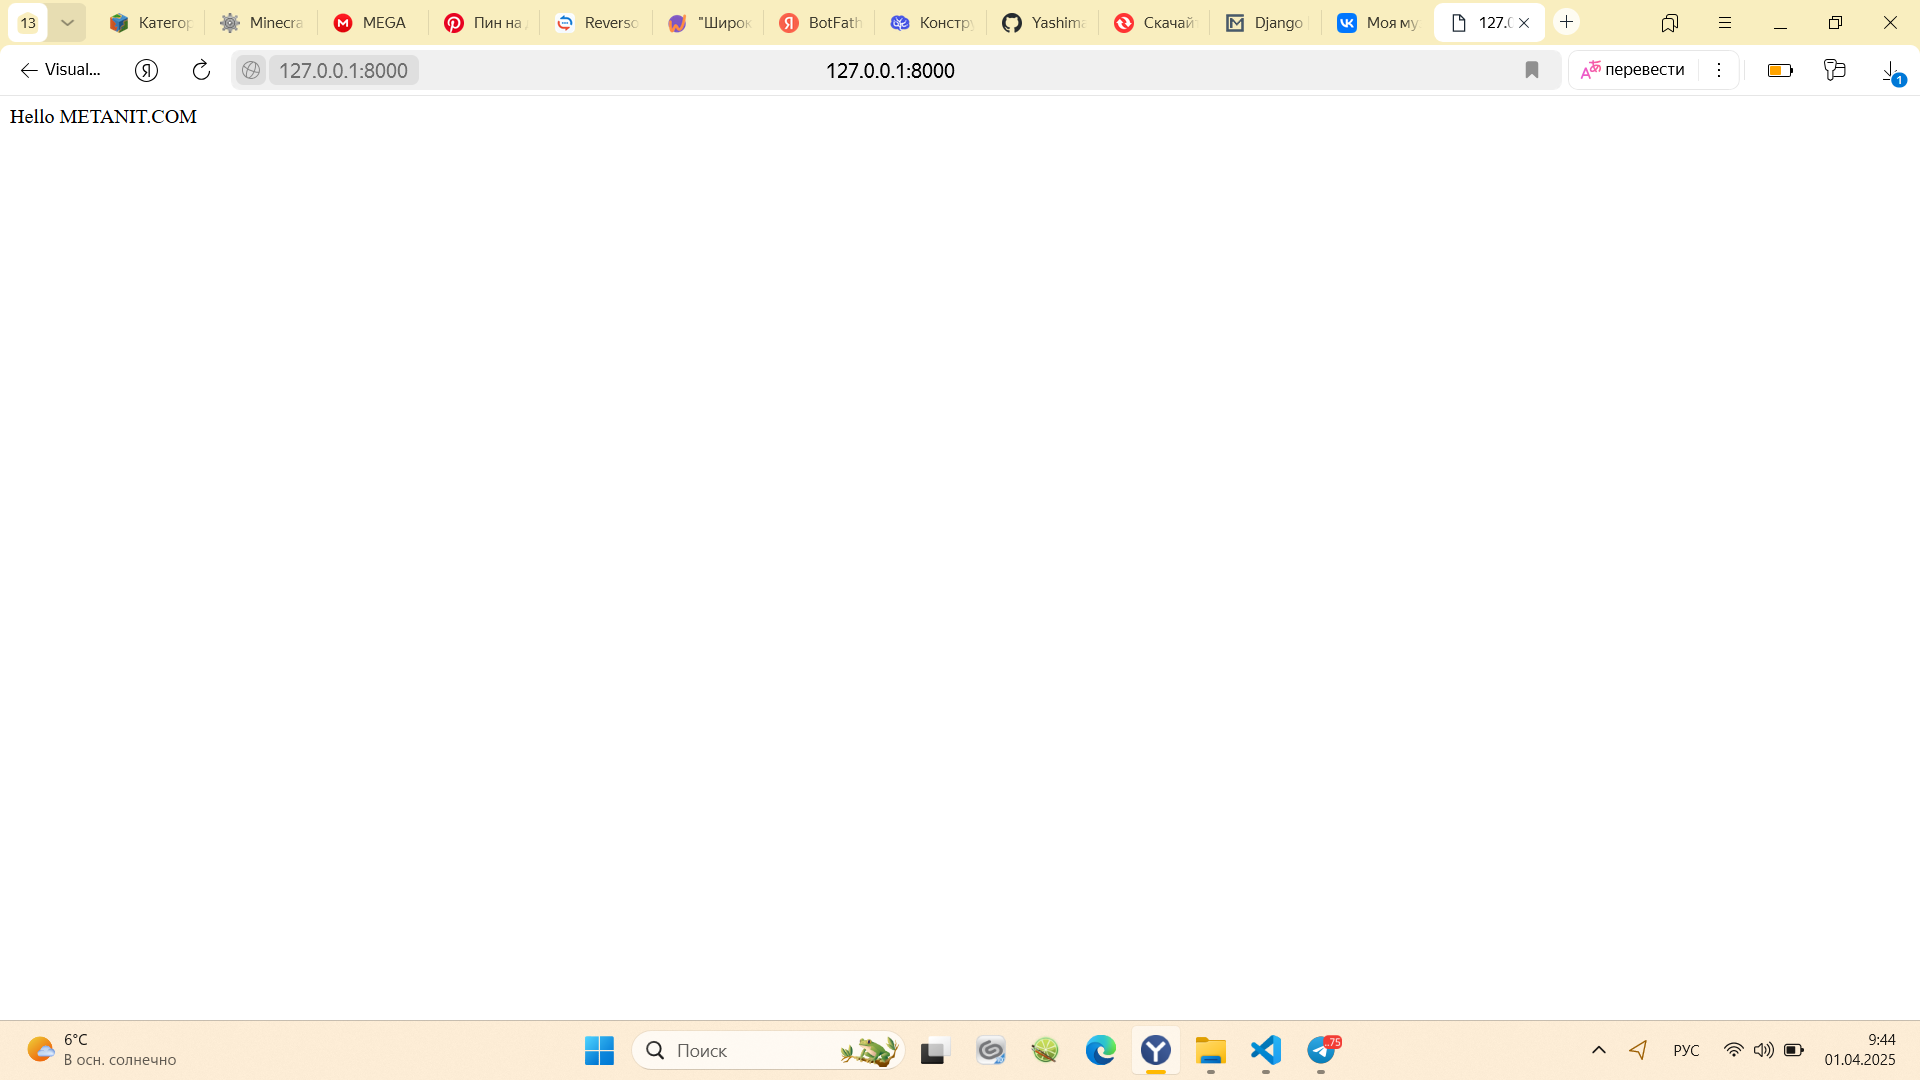 13
Категор
Minecra
MEGA
Пин на
Reverso
"Широк
BotFath
Констру
Yashima
Скачай
Django
Моя му
127.0
Visual...
127.0.0.1:8000
127.0.0.1:8000
перевести
1
Hello METANIT.COM
6°C
В осн. солнечно
Поиск
75
РУС
9:44
01.04.2025